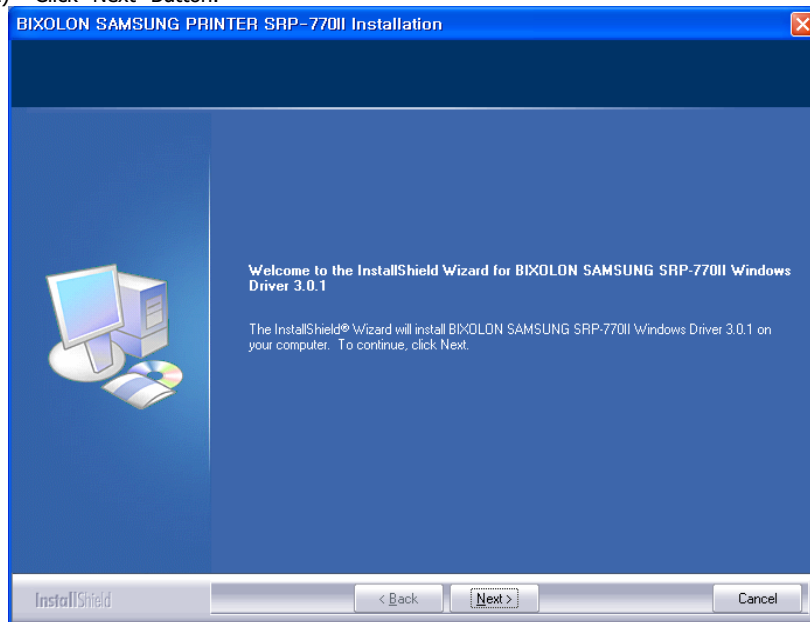 Click "Next" Button.
BIXOLON SAMSUNG PRINTER SRP-770II Installation
Welcome to the InstallShield Wizard for BIXOLON SAMSUNG SRP-770II Windows
Driver 3.0.1
The InstallShield® Wizard will install BIXOLON SAMSUNG SRP-770II Windows Driver 3.0.1 on
your computer. To continue, click Next.
InstallShield
< Back
Next >
Cancel